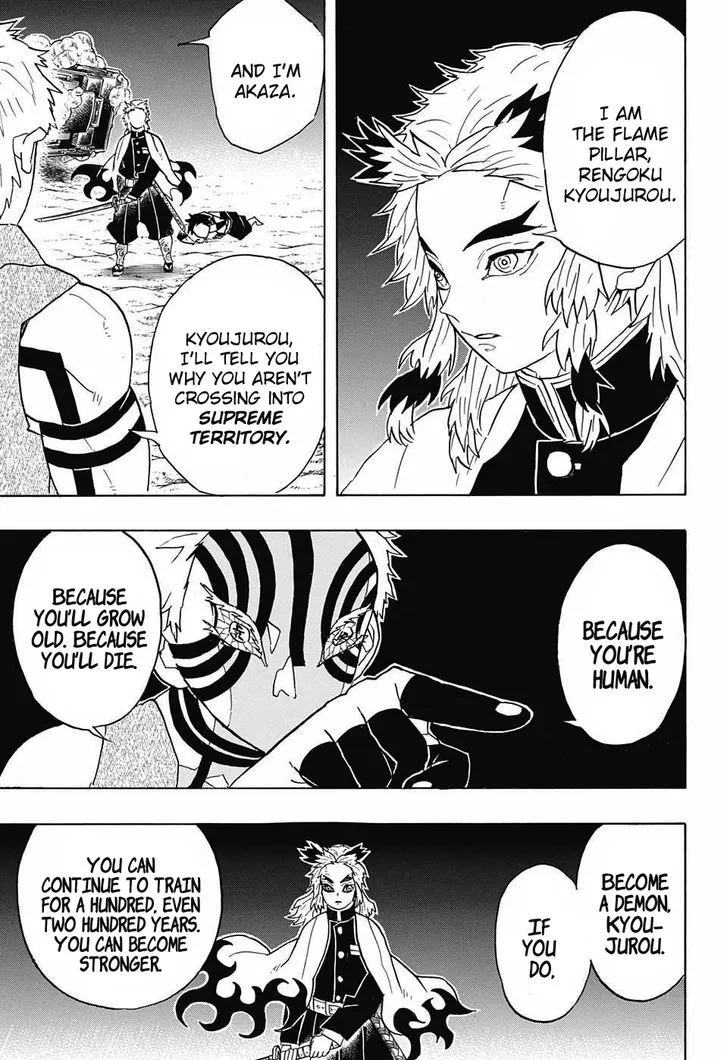 I AM
THE FLAME
PILLAR,
RENGOKU
KYOUJUROU.
AND I'M
AKAZA.
KYOUJUROU,
I'LL TELL YOU
WHY YOU AREN'T
CROSSING INTO
SUPREME
TERRITORY.
BECAUSE
YOU'RE
HUMAN.
BECAUSE
YOU'LL GROW
OLD. BECAUSE
YOU'LL DIE.
BECOME
A DEMON,
KYOU-
JUROU.
IF
YOU
DO,
YOU CAN
CONTINUE TO TRAIN
FOR A HUNDRED, EVEN
TWO HUNDRED YEARS.
YOU CAN BECOME
STRONGER.